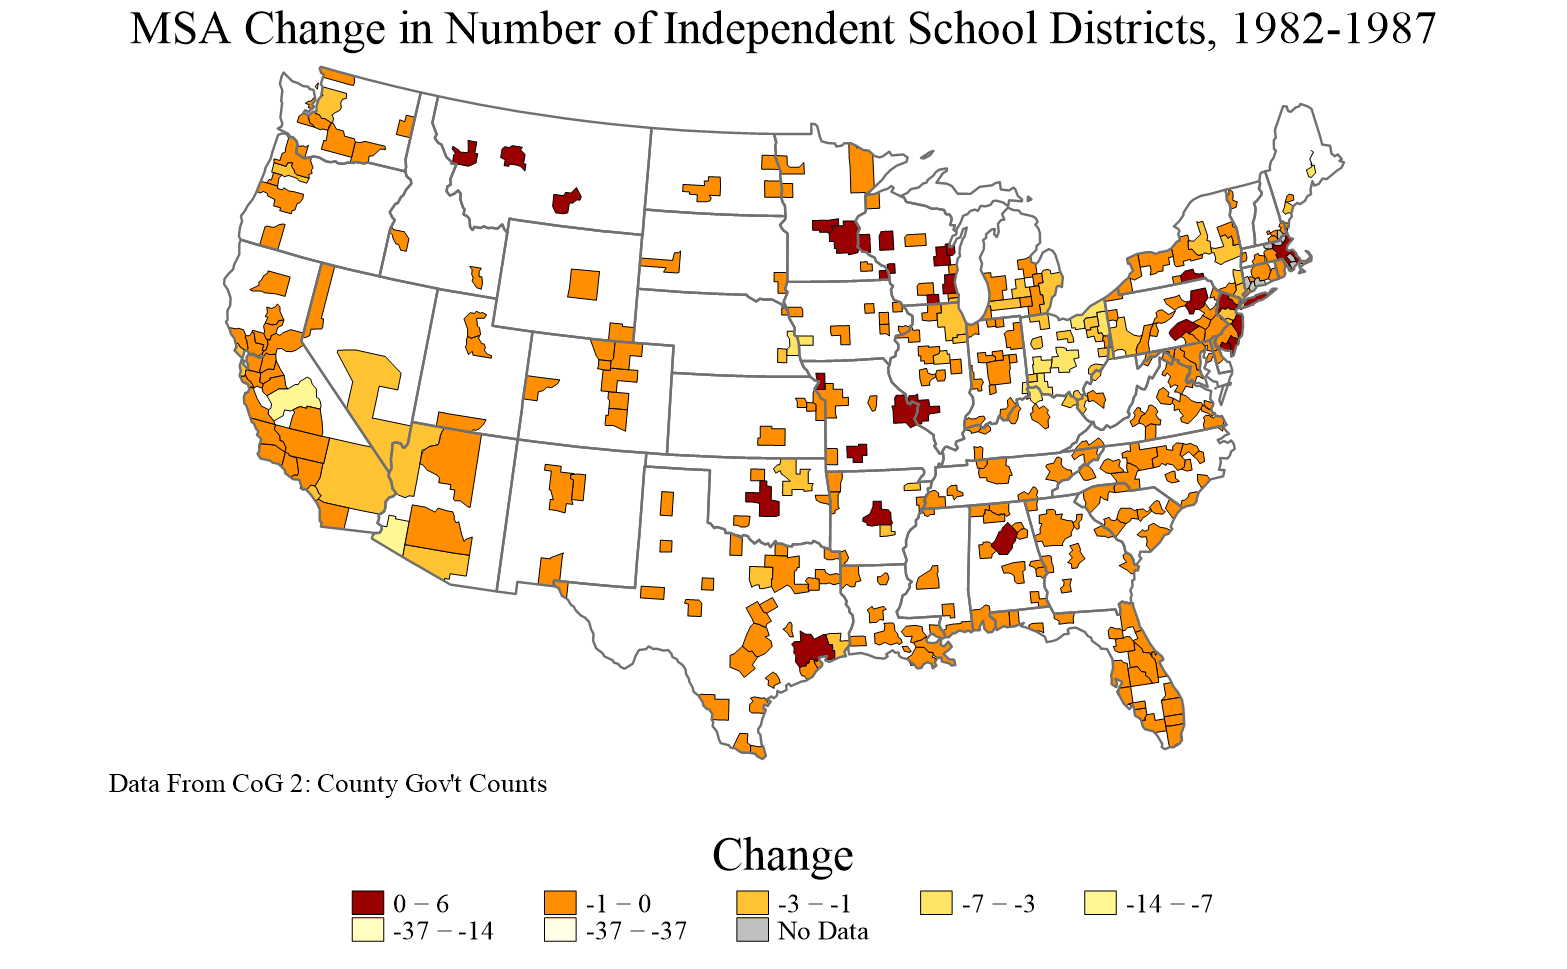 MSA Change in Number of Independent School Districts, 1982-1987
Data From CoG 2: County Gov't Counts
Change
0 − 6 -1 − 0 -3 − -1 -7 − -3 -14 − -7
-37 − -14 -37 − -37 No Data